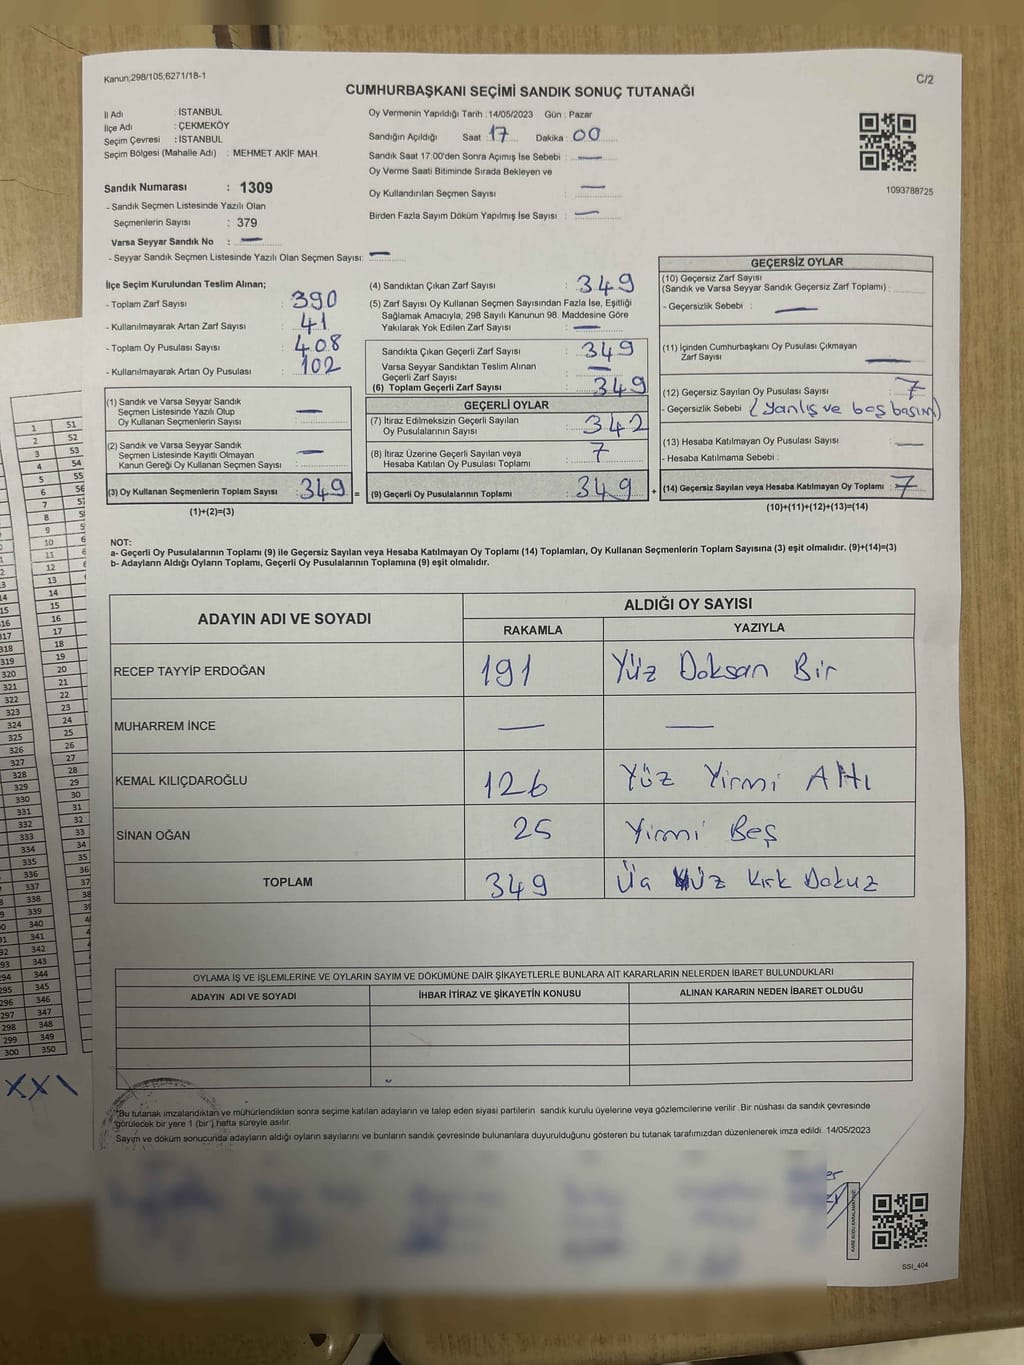 Kanun;298/105;6271/18-1
C/2
CUMHURBAŞKANI SEÇİMİ SANDIK SONUÇ TUTANAĞI
İl Adı : İSTANBUL
İlçe Adı : ÇEKMEKÖY
Seçim Çevresi : İSTANBUL
Seçim Bölgesi (Mahalle Adı) : MEHMET AKİF MAH.
Sandık Numarası : 1309
- Sandık Seçmen Listesinde Yazılı Olan
Seçmenlerin Sayısı : 379
Varsa Seyyar Sandık No : —
- Seyyar Sandık Seçmen Listesinde Yazılı Olan Seçmen Sayısı: —
Oy Vermenin Yapıldığı Tarih : 14/05/2023 Gün : Pazar
Sandığın Açıldığı Saat : 17 Dakika : 00
Sandık Saat 17:00'den Sonra Açımış İse Sebebi : —
Oy Verme Saati Bitiminde Sırada Bekleyen ve
Oy Kullandırılan Seçmen Sayısı : —
Birden Fazla Sayım Döküm Yapılmış İse Sayısı : —
1093788725
İlçe Seçim Kurulundan Teslim Alınan;
- Toplam Zarf Sayısı : 390
- Kullanılmayarak Artan Zarf Sayısı : 41
- Toplam Oy Pusulası Sayısı : 408
- Kullanılmayarak Artan Oy Pusulası : 102
(1) Sandık ve Varsa Seyyar Sandık
Seçmen Listesinde Yazılı Olup
Oy Kullanan Seçmenlerin Sayısı : —
(2) Sandık ve Varsa Seyyar Sandık
Seçmen Listesinde Kayıtlı Olmayan
Kanun Gereği Oy Kullanan Seçmen Sayısı : —
(3) Oy Kullanan Seçmenlerin Toplam Sayısı : 349 =
(1)+(2)=(3)
(4) Sandıktan Çıkan Zarf Sayısı : 349
(5) Zarf Sayısı Oy Kullanan Seçmen Sayısından Fazla İse, Eşitliği
Sağlamak Amacıyla, 298 Sayılı Kanunun 98. Maddesine Göre
Yakılarak Yok Edilen Zarf Sayısı : —
Sandıkta Çıkan Geçerli Zarf Sayısı : 349
Varsa Seyyar Sandıktan Teslim Alınan
Geçerli Zarf Sayısı : —
(6) Toplam Geçerli Zarf Sayısı : 349
GEÇERLİ OYLAR
(7) İtiraz Edilmeksizin Geçerli Sayılan
Oy Pusulalarının Sayısı : 342
(8) İtiraz Üzerine Geçerli Sayılan veya
Hesaba Katılan Oy Pusulası Toplamı : 7
(9) Geçerli Oy Pusulalarının Toplamı : 349 +
GEÇERSİZ OYLAR
(10) Geçersiz Zarf Sayısı
(Sandık ve Varsa Seyyar Sandık Geçersiz Zarf Toplamı) :
- Geçersizlik Sebebi : —
(11) İçinden Cumhurbaşkanı Oy Pusulası Çıkmayan
Zarf Sayısı : —
(12) Geçersiz Sayılan Oy Pusulası Sayısı : 7
- Geçersizlik Sebebi : (Yanlış ve boş basım)
(13) Hesaba Katılmayan Oy Pusulası Sayısı : —
- Hesaba Katılmama Sebebi :
(14) Geçersiz Sayılan veya Hesaba Katılmayan Oy Toplamı : 7
(10)+(11)+(12)+(13)=(14)
NOT:
a- Geçerli Oy Pusulalarının Toplamı (9) ile Geçersiz Sayılan veya Hesaba Katılmayan Oy Toplamı (14) Toplamları, Oy Kullanan Seçmenlerin Toplam Sayısına (3) eşit olmalıdır. (9)+(14)=(3)
b- Adayların Aldığı Oyların Toplamı, Geçerli Oy Pusulalarının Toplamına (9) eşit olmalıdır.
ADAYIN ADI VE SOYADI
ALDIĞI OY SAYISI
RAKAMLA YAZIYLA
RECEP TAYYİP ERDOĞAN 191 Yüz Doksan Bir
MUHARREM İNCE — —
KEMAL KILIÇDAROĞLU 126 Yüz Yirmi Altı
SİNAN OĞAN 25 Yirmi Beş
TOPLAM 349 Üç Yüz Kırk Dokuz
OYLAMA İŞ VE İŞLEMLERİNE VE OYLARIN SAYIM VE DÖKÜMÜNE DAİR ŞİKAYETLERLE BUNLARA AİT KARARLARIN NELERDEN İBARET BULUNDUKLARI
ADAYIN ADI VE SOYADI İHBAR İTİRAZ VE ŞİKAYETİN KONUSU ALINAN KARARIN NEDEN İBARET OLDUĞU
*Bu tutanak imzalandıktan ve mühürlendikten sonra seçime katılan adayların ve talep eden siyasi partilerin sandık kurulu üyelerine veya gözlemcilerine verilir. Bir nüshası da sandık çevresinde
görülecek bir yere 1 (bir) hafta süreyle asılır.
Sayım ve döküm sonucunda adayların aldığı oyların sayılarını ve bunların sandık çevresinde bulunanlara duyurulduğunu gösteren bu tutanak tarafımızdan düzenlenerek imza edildi. 14/05/2023
SSI_404